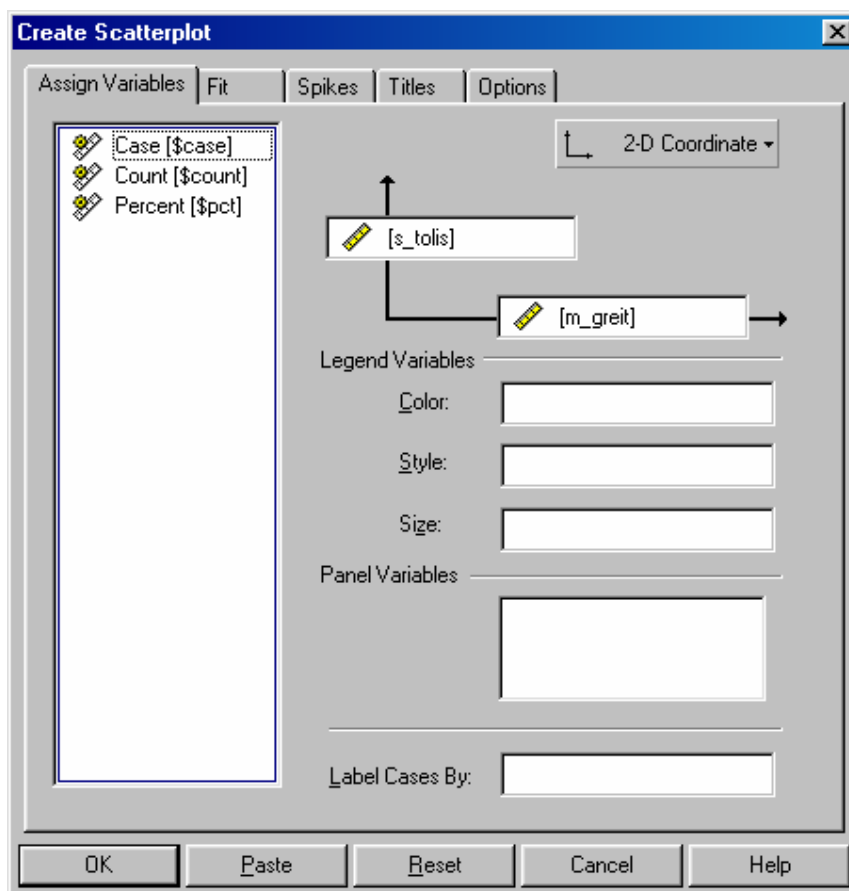 Create Scatterplot
Assign Variables Fit Spikes Titles Options
Case [$case]
Count [$count]
Percent [$pct]
2-D Coordinate
[s_tolis]
[m_greit]
Legend Variables
Color:
Style:
Size:
Panel Variables
Label Cases By:
OK Paste Reset Cancel Help